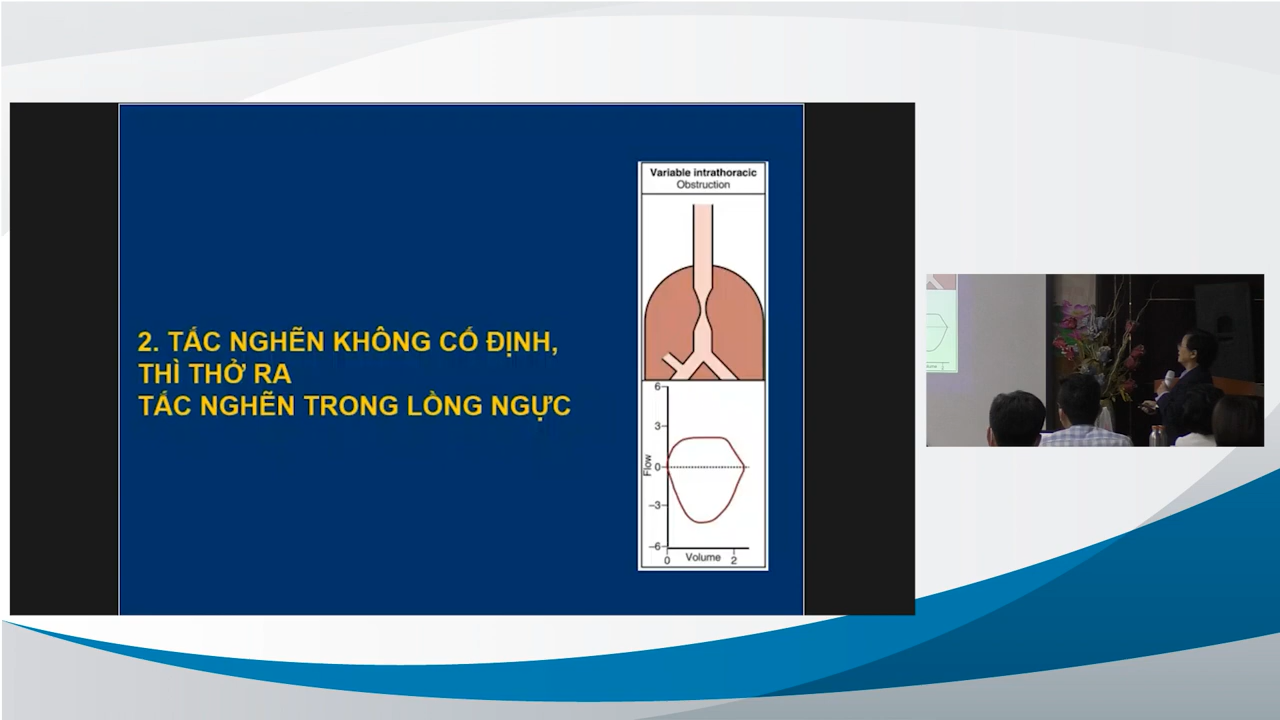 Variable intrathoracic
Obstruction
2. TẮC NGHẼN KHÔNG CỐ ĐỊNH,
THÌ THỞ RA
TẮC NGHẼN TRONG LỒNG NGỰC
6
3
0
−3
−6
Flow
0
Volume
2